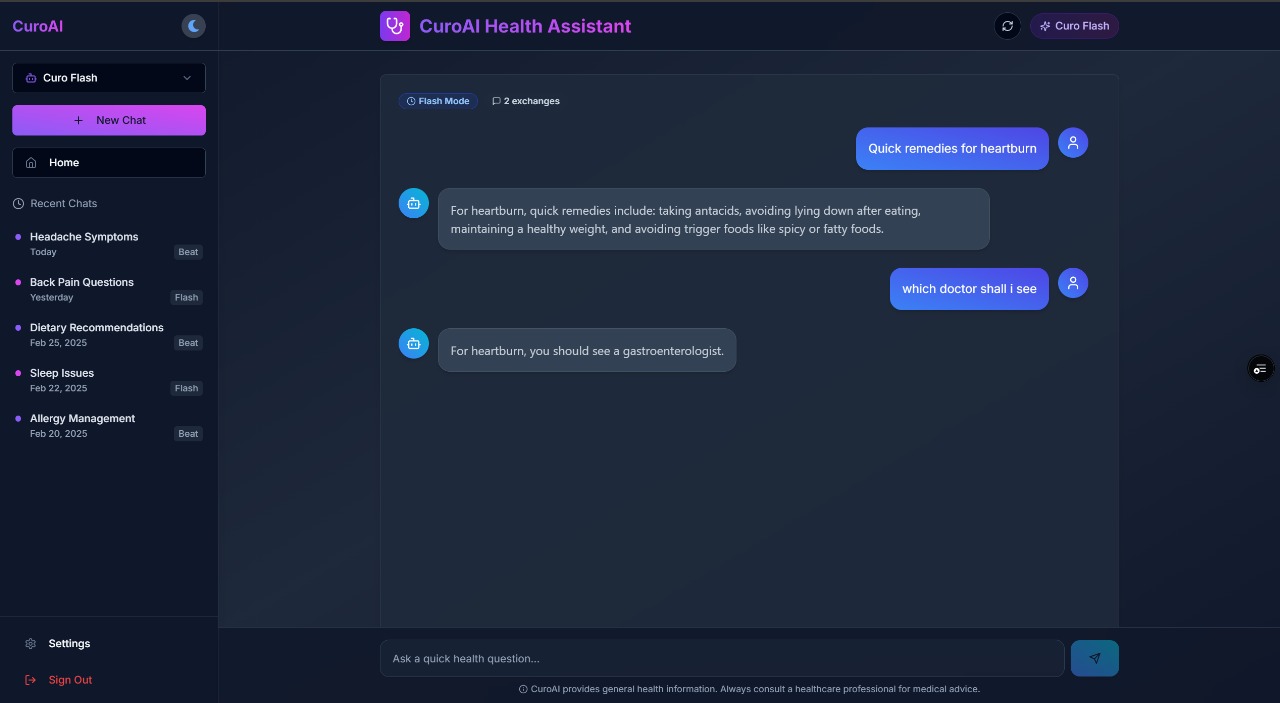 CuroAI
Curo Flash
New Chat
Home
Recent Chats
Headache Symptoms
Today
Beat
Back Pain Questions
Yesterday
Flash
Dietary Recommendations
Feb 25, 2025
Beat
Sleep Issues
Feb 22, 2025
Flash
Allergy Management
Feb 20, 2025
Beat
Settings
Sign Out
CuroAI Health Assistant
Curo Flash
Flash Mode
2 exchanges
Quick remedies for heartburn
For heartburn, quick remedies include: taking antacids, avoiding lying down after eating,
maintaining a healthy weight, and avoiding trigger foods like spicy or fatty foods.
which doctor shall i see
For heartburn, you should see a gastroenterologist.
Ask a quick health question...
CuroAI provides general health information. Always consult a healthcare professional for medical advice.